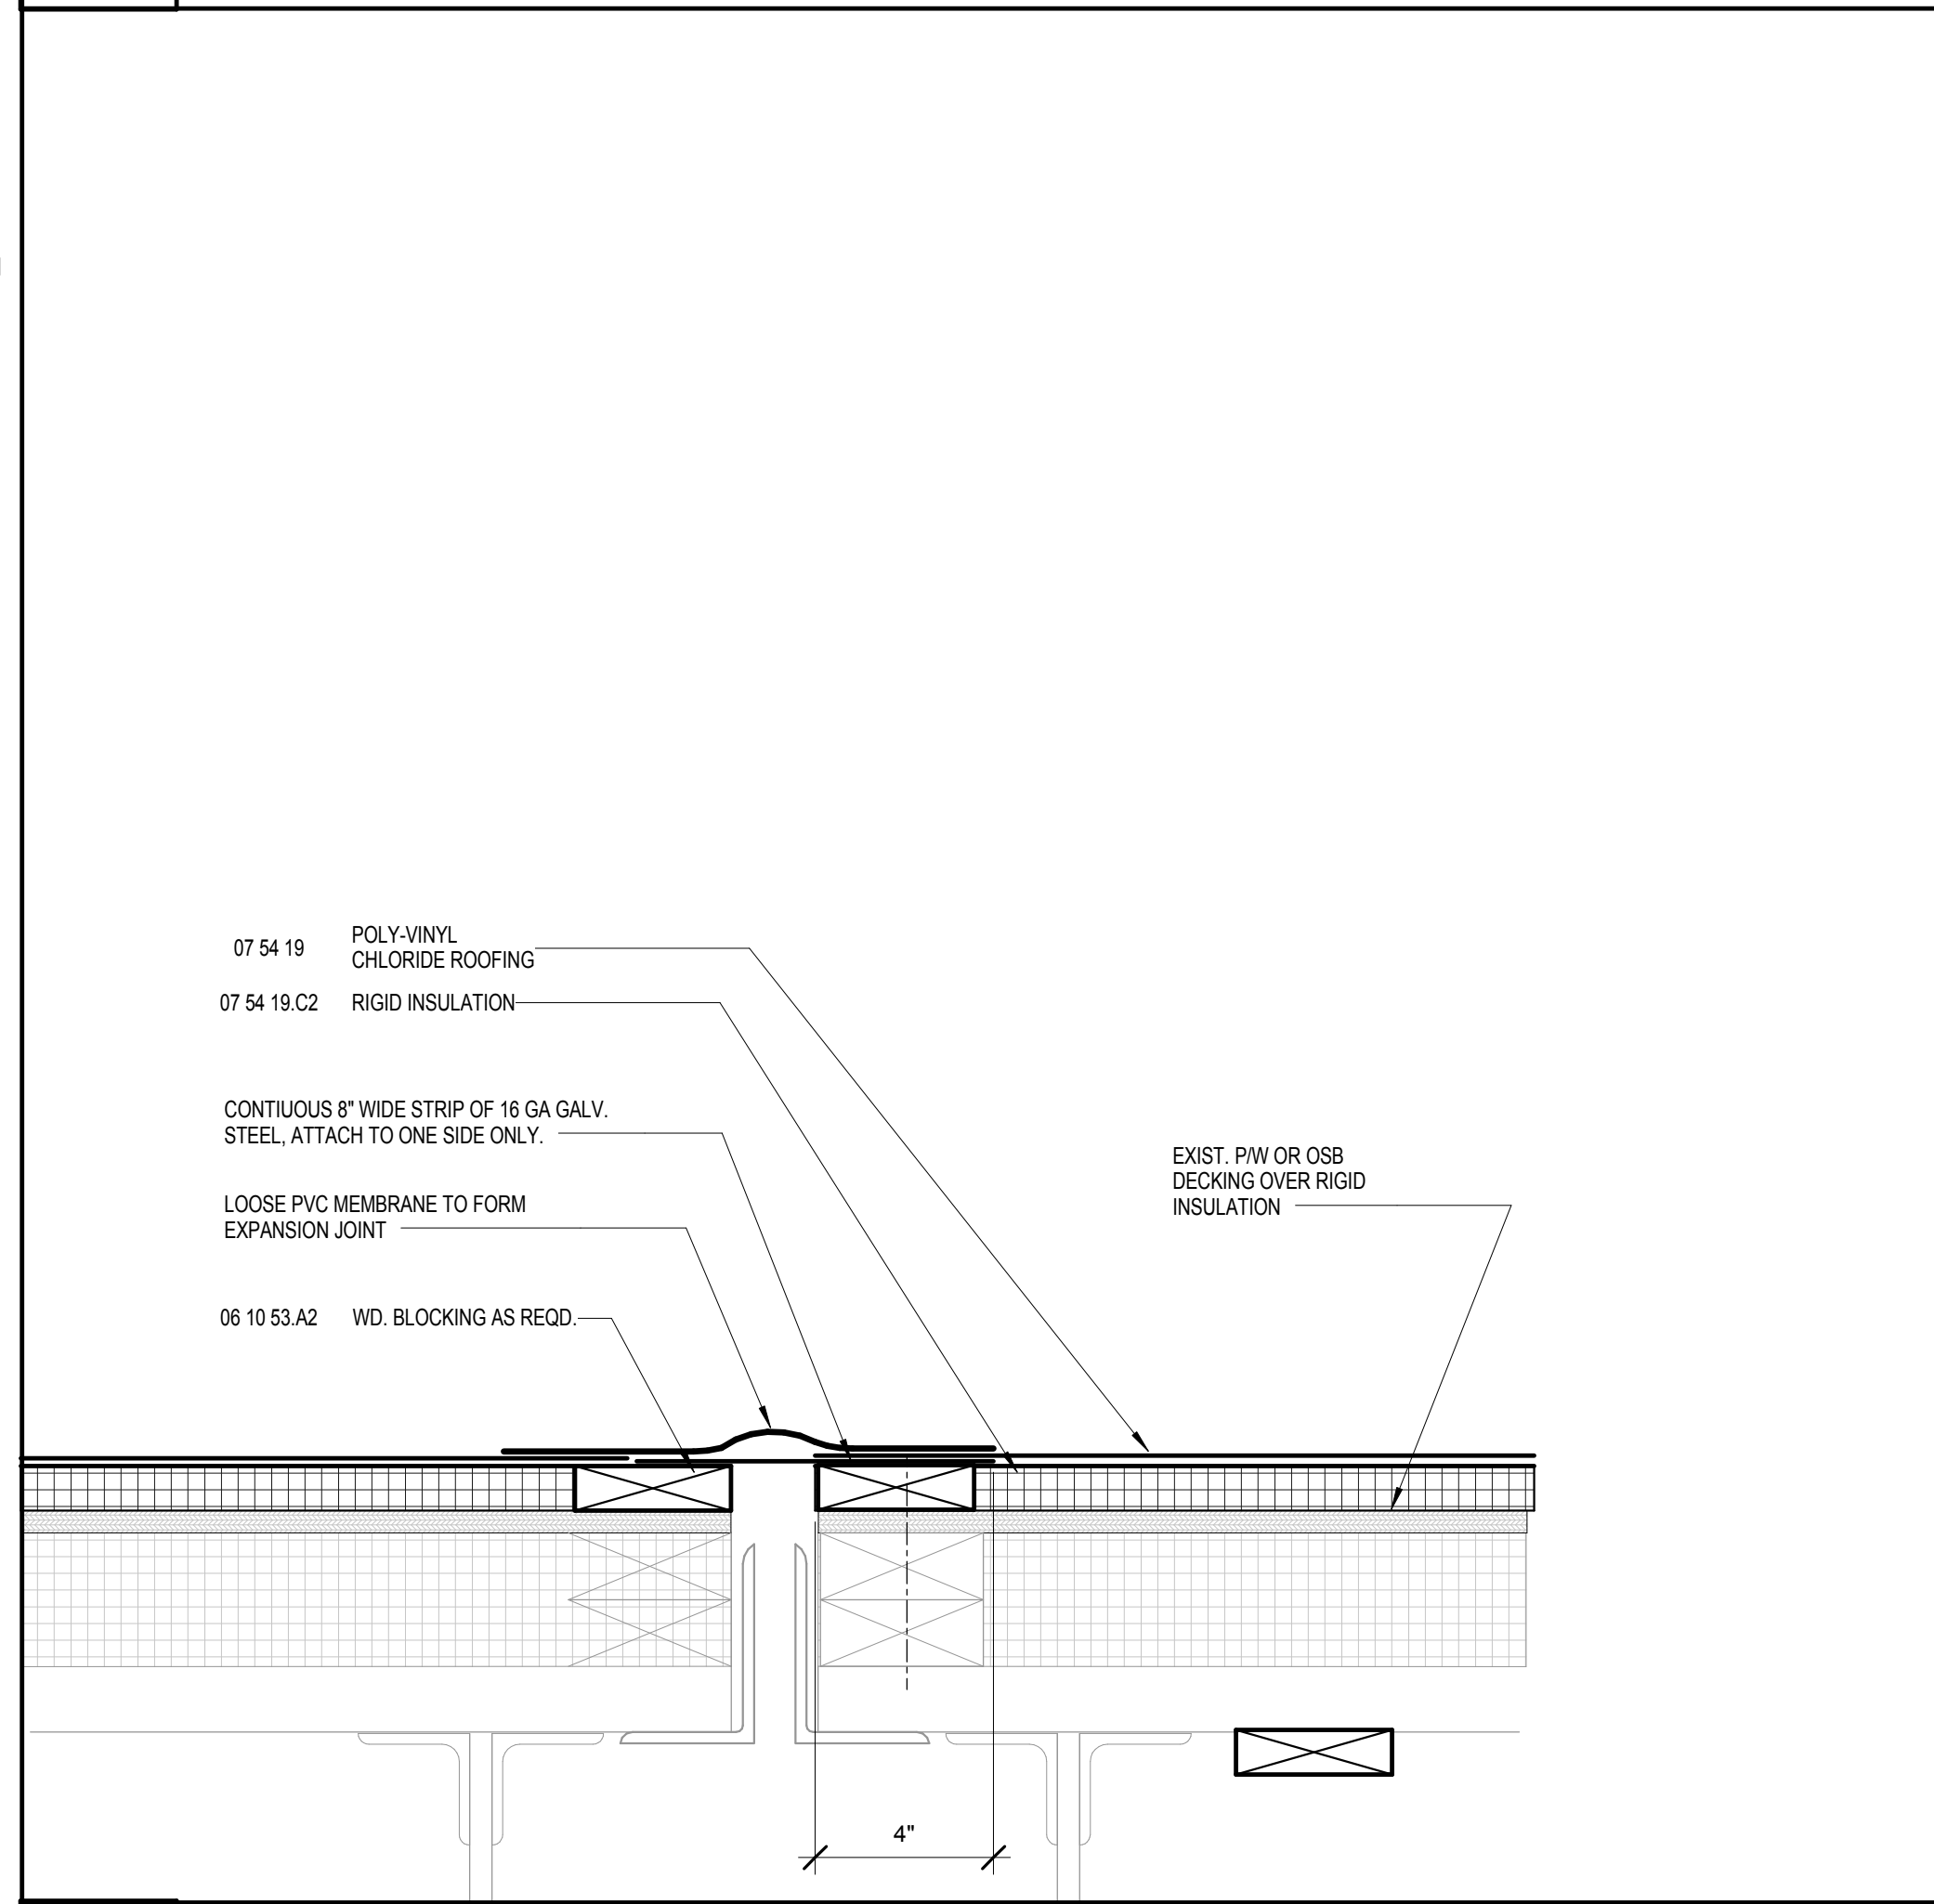 07 54 19 POLY-VINYL
CHLORIDE ROOFING
07 54 19.C2 RIGID INSULATION
CONTIUOUS 8" WIDE STRIP OF 16 GA GALV.
STEEL, ATTACH TO ONE SIDE ONLY.
LOOSE PVC MEMBRANE TO FORM
EXPANSION JOINT
06 10 53.A2 WD. BLOCKING AS REQD.
EXIST. P/W OR OSB
DECKING OVER RIGID
INSULATION
4"